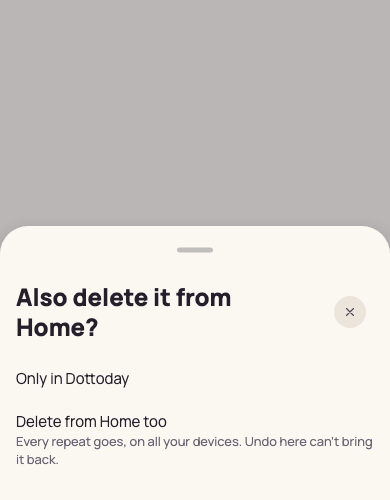 Also delete it from
Home?
Only in Dottoday
Delete from Home too
Every repeat goes, on all your devices. Undo here can't bring
it back.